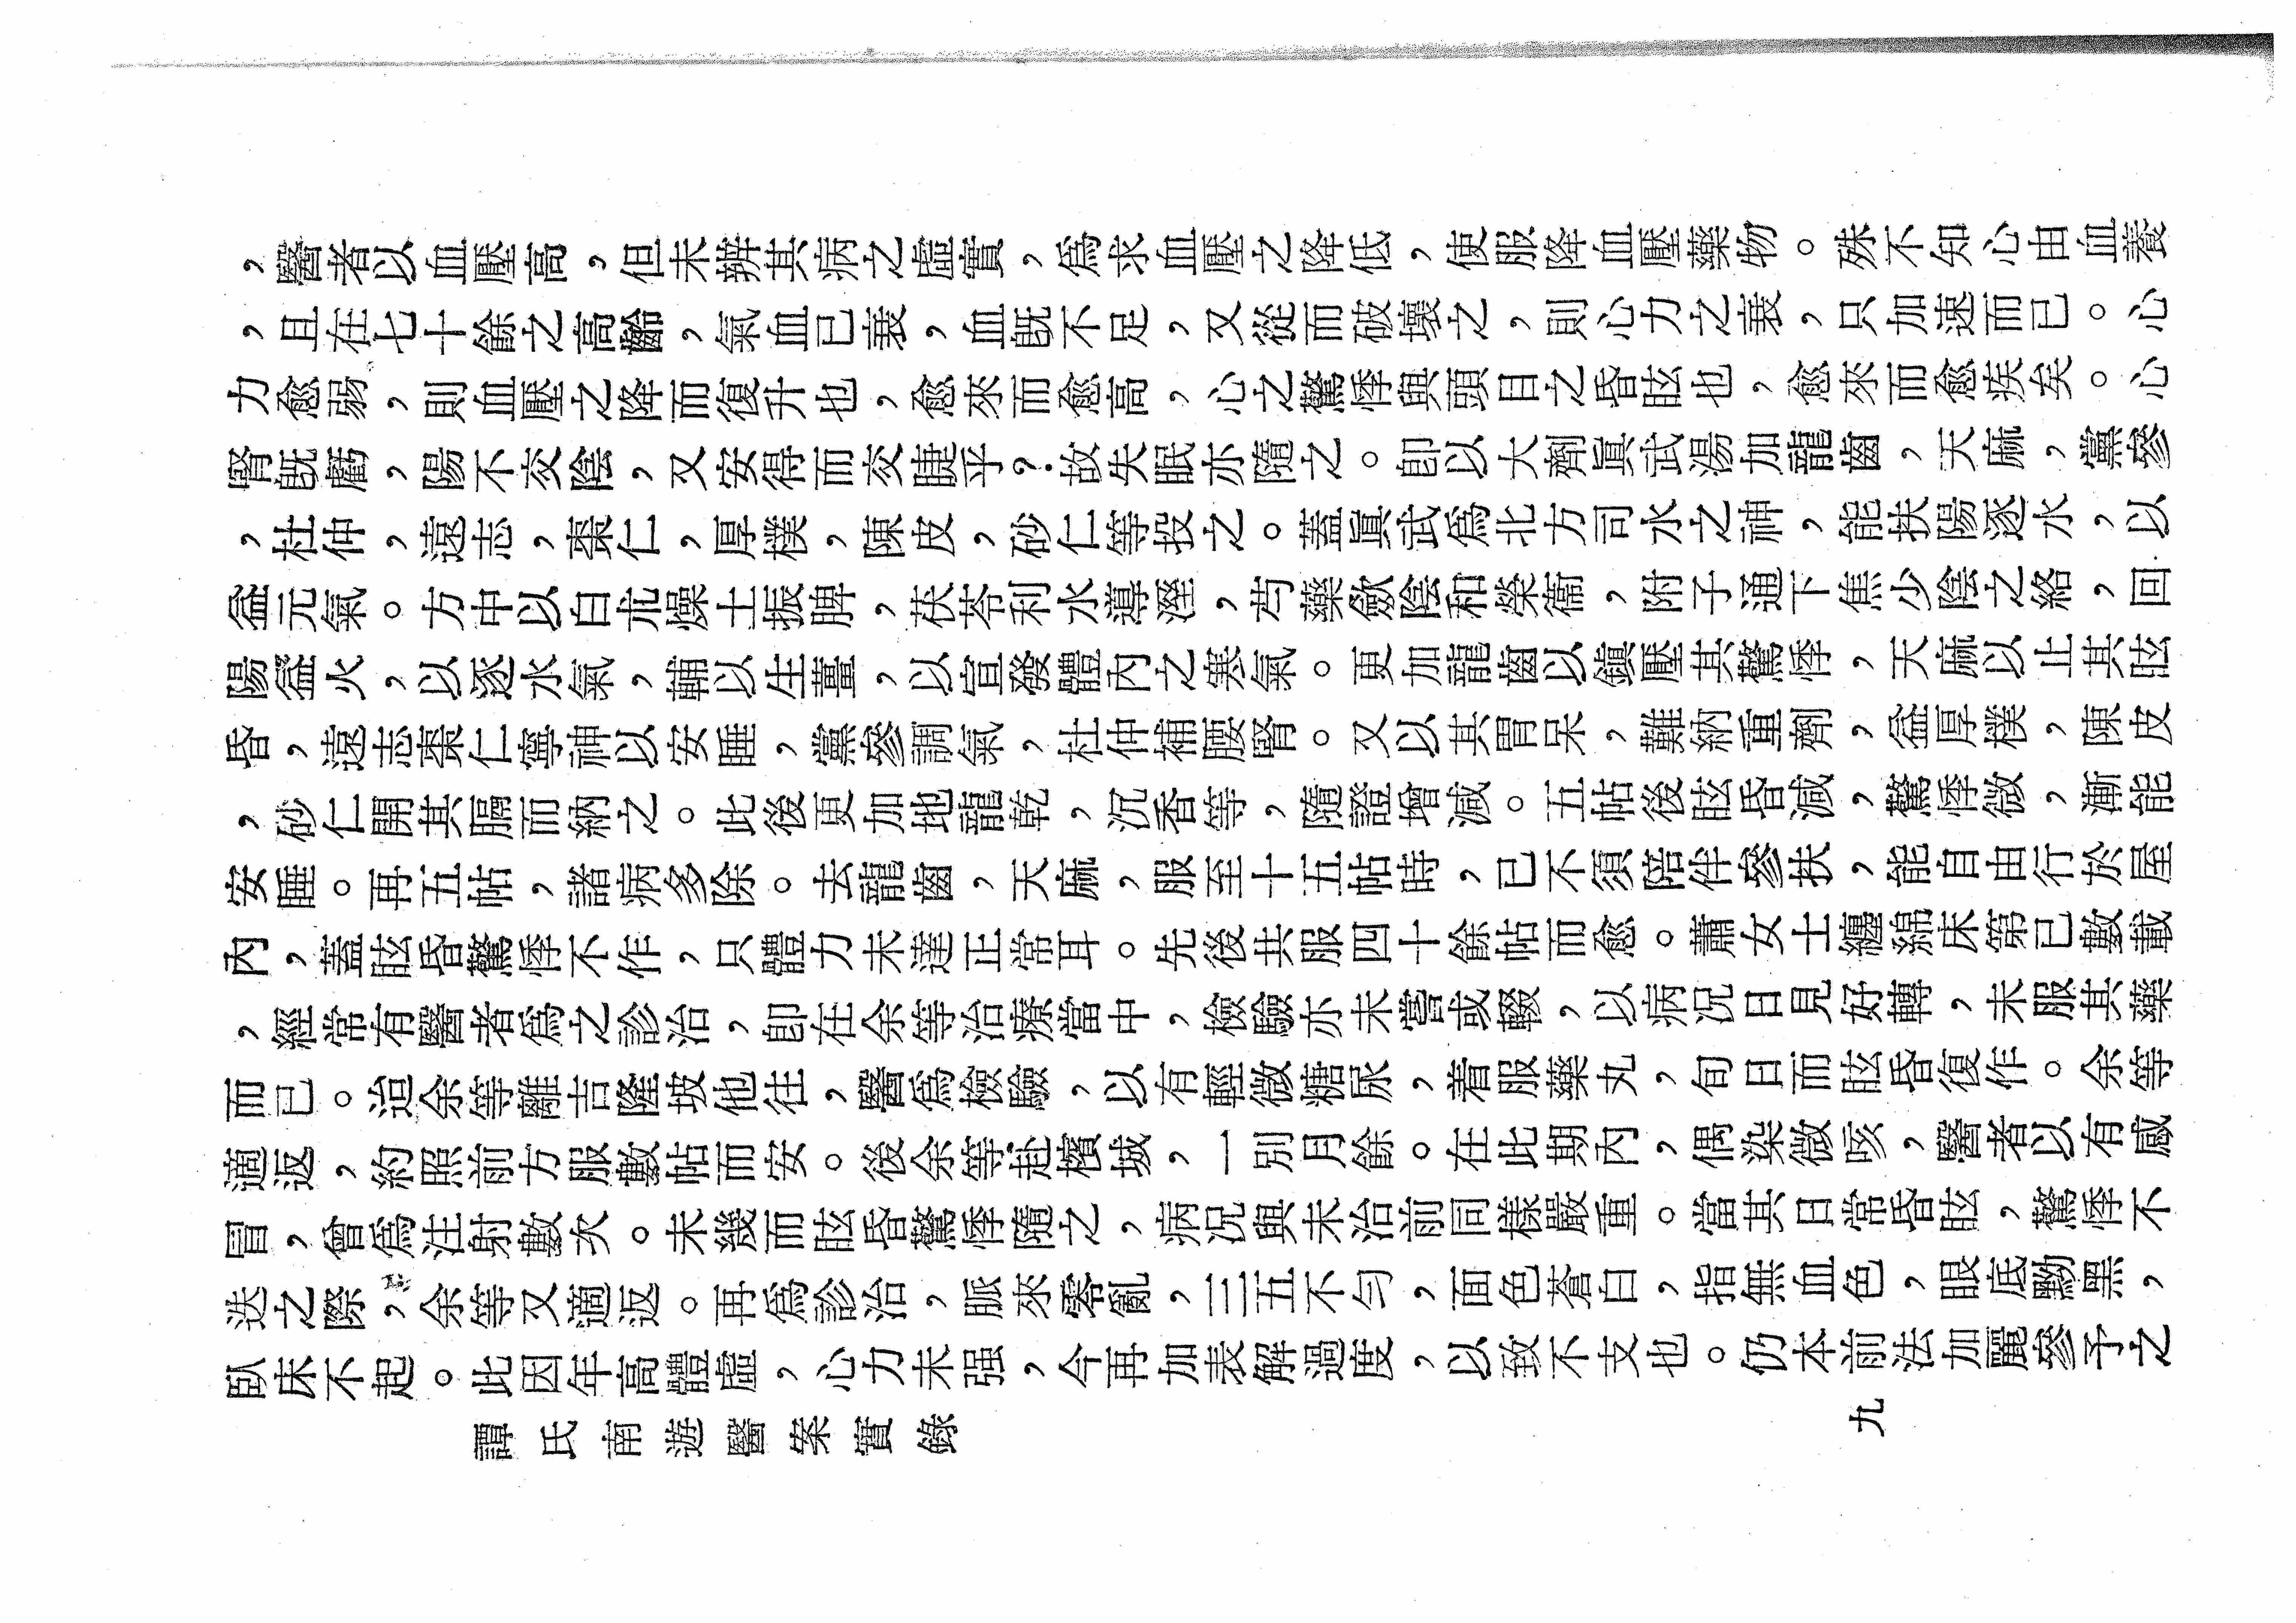 ，醫者以血壓高，但未辨其病之虛實，爲求血壓之降低，使服降血壓藥物。殊不知心由血養
，且在七十餘之高齡，氣血已衰，血旣不足，又從而破壞之，則心力之衰，只加速而已。心
力愈弱，則血壓之降而復升也，愈來而愈高，心之驚悸與頭目之昏眩也，愈來而愈疾矣。心
腎旣虧，陽不交陰，又安得而交睫乎？故失眠亦隨之。卽以大劑眞武湯加龍齒，天麻，黨參
，杜仲，遠志，棗仁，厚樸，陳皮，砂仁等投之。蓋眞武爲北方司水之神，能扶陽逐水，以
益元氣。方中以白朮燥土振脾，茯苓利水導溼，芍藥歛陰和榮衞，附子通下焦少陰之絡，回
陽益火，以逐水氣，輔以生薑，以宣發體內之寒氣。更加龍齒以鎭壓其驚悸，天麻以止其眩
昏，遠志棗仁寧神以安睡，黨參調氣，杜仲補腰腎。又以其胃呆，難納重劑，益厚樸，陳皮
，砂仁開其膈而納之。此後更加地龍乾，沉香等，隨證增減。五帖後眩昏減，驚悸微，漸能
安睡。再五帖，諸病多除。去龍齒，天麻，服至十五帖時，已不須陪伴參扶，能自由行於屋
內，蓋眩昏驚悸不作，只體力未達正常耳。先後共服四十餘帖而愈。蕭女士纏綿床第已數載
，經常有醫者爲之診治，卽在余等治療當中，檢驗亦未嘗或輟，以病况日見好轉，未服其藥
而已。迨余等離吉隆坡他往，醫爲檢驗，以有輕微糖尿，着服藥丸，旬日而眩昏復作。余等
適返，約照前方服數帖而安。後余等赴檳城，一別月餘。在此期內，偶染微咳，醫者以有感
冒，曾爲注射數次。未幾而眩昏驚悸隨之，病况與未治前同樣嚴重。當其日常昏眩，驚悸不
迭之際，余等又適返。再爲診治，脈來零亂，三五不勻，面色蒼白，指無血色，眼底黝黑，
臥床不起。此因年高體虛，心力未强，今再加表解過度，以致不支也。仍本前法加麗參予之
譚氏南遊醫案實錄
九